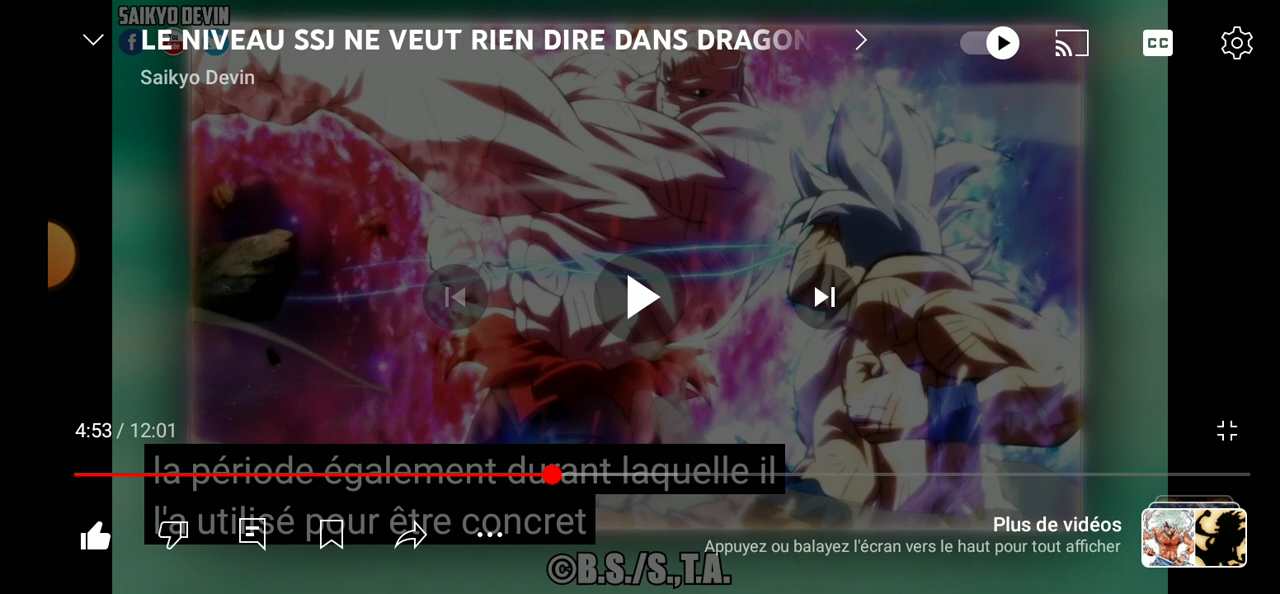 SAIKYO DEVIN
LE NIVEAU SSJ NE VEUT RIEN DIRE DANS DRAGON
Saikyo Devin
CC
4:53 / 12:01
la période également durant laquelle il
l'a utilisé pour être concret
Plus de vidéos
Appuyez ou balayez l'écran vers le haut pour tout afficher
©B.S./S.,T.A.